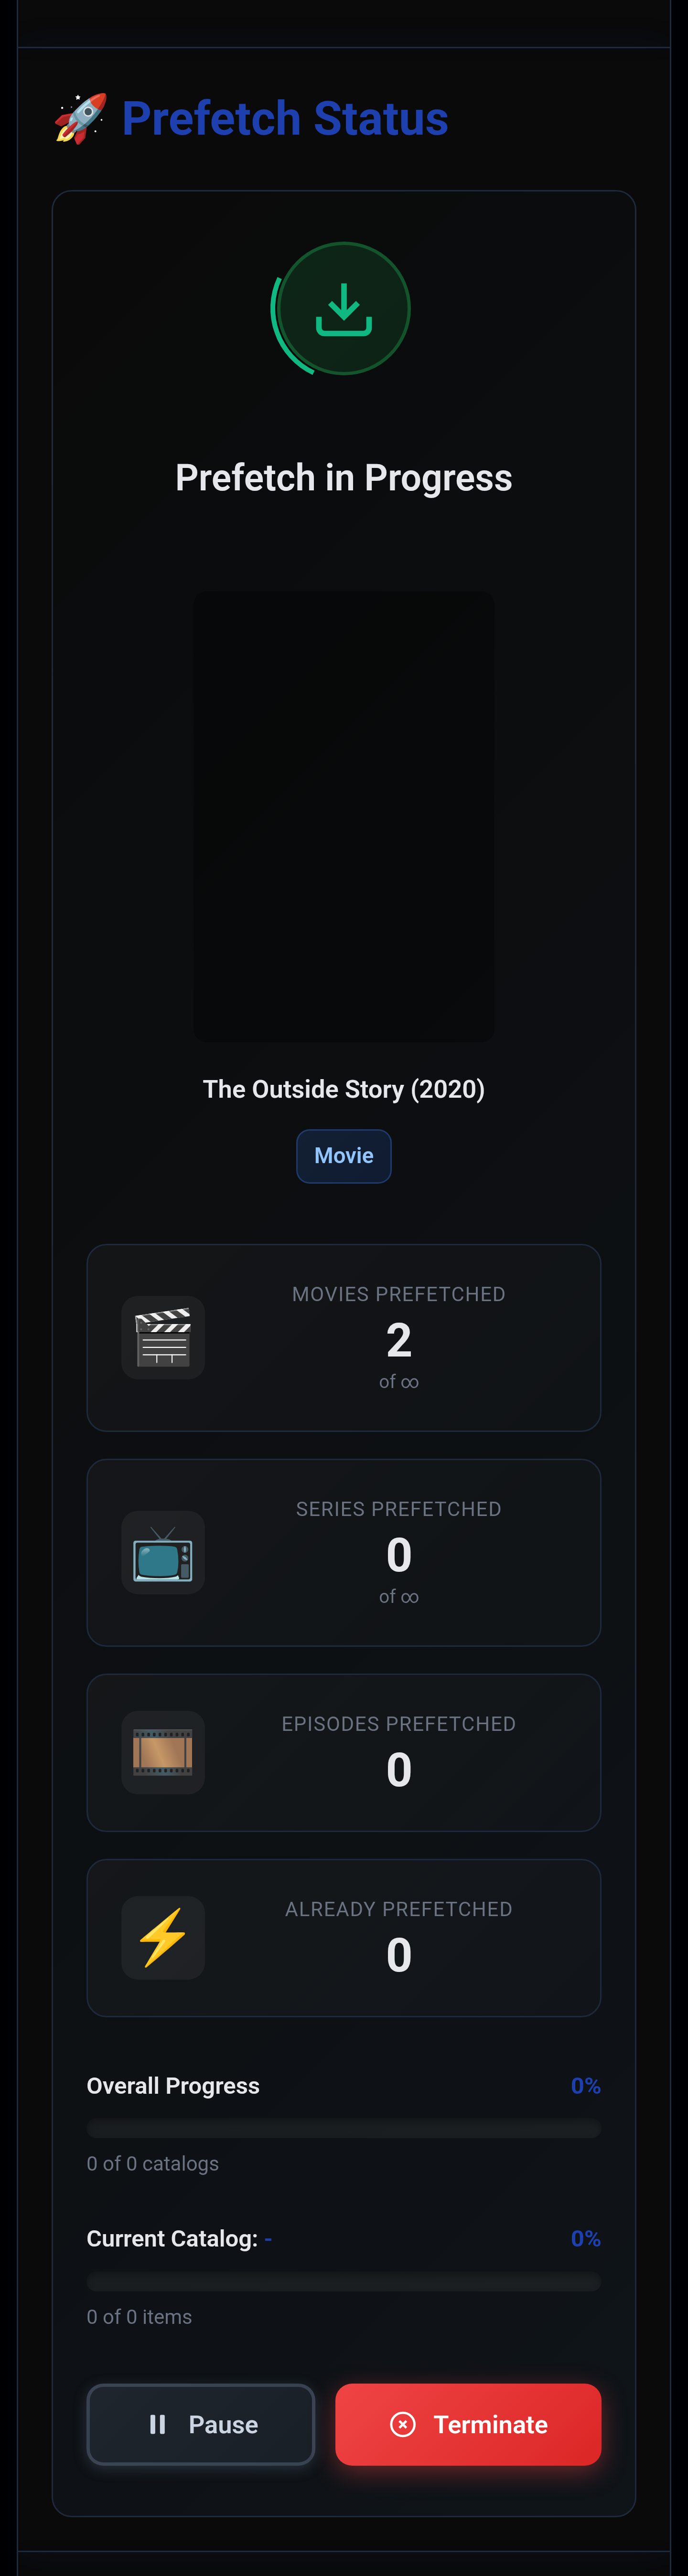 🚀 Prefetch Status
Prefetch in Progress
The Outside Story (2020)
Movie
MOVIES PREFETCHED
2
of ∞
SERIES PREFETCHED
0
of ∞
EPISODES PREFETCHED
0
ALREADY PREFETCHED
0
Overall Progress 0%
0 of 0 catalogs
Current Catalog: - 0%
0 of 0 items
Pause Terminate